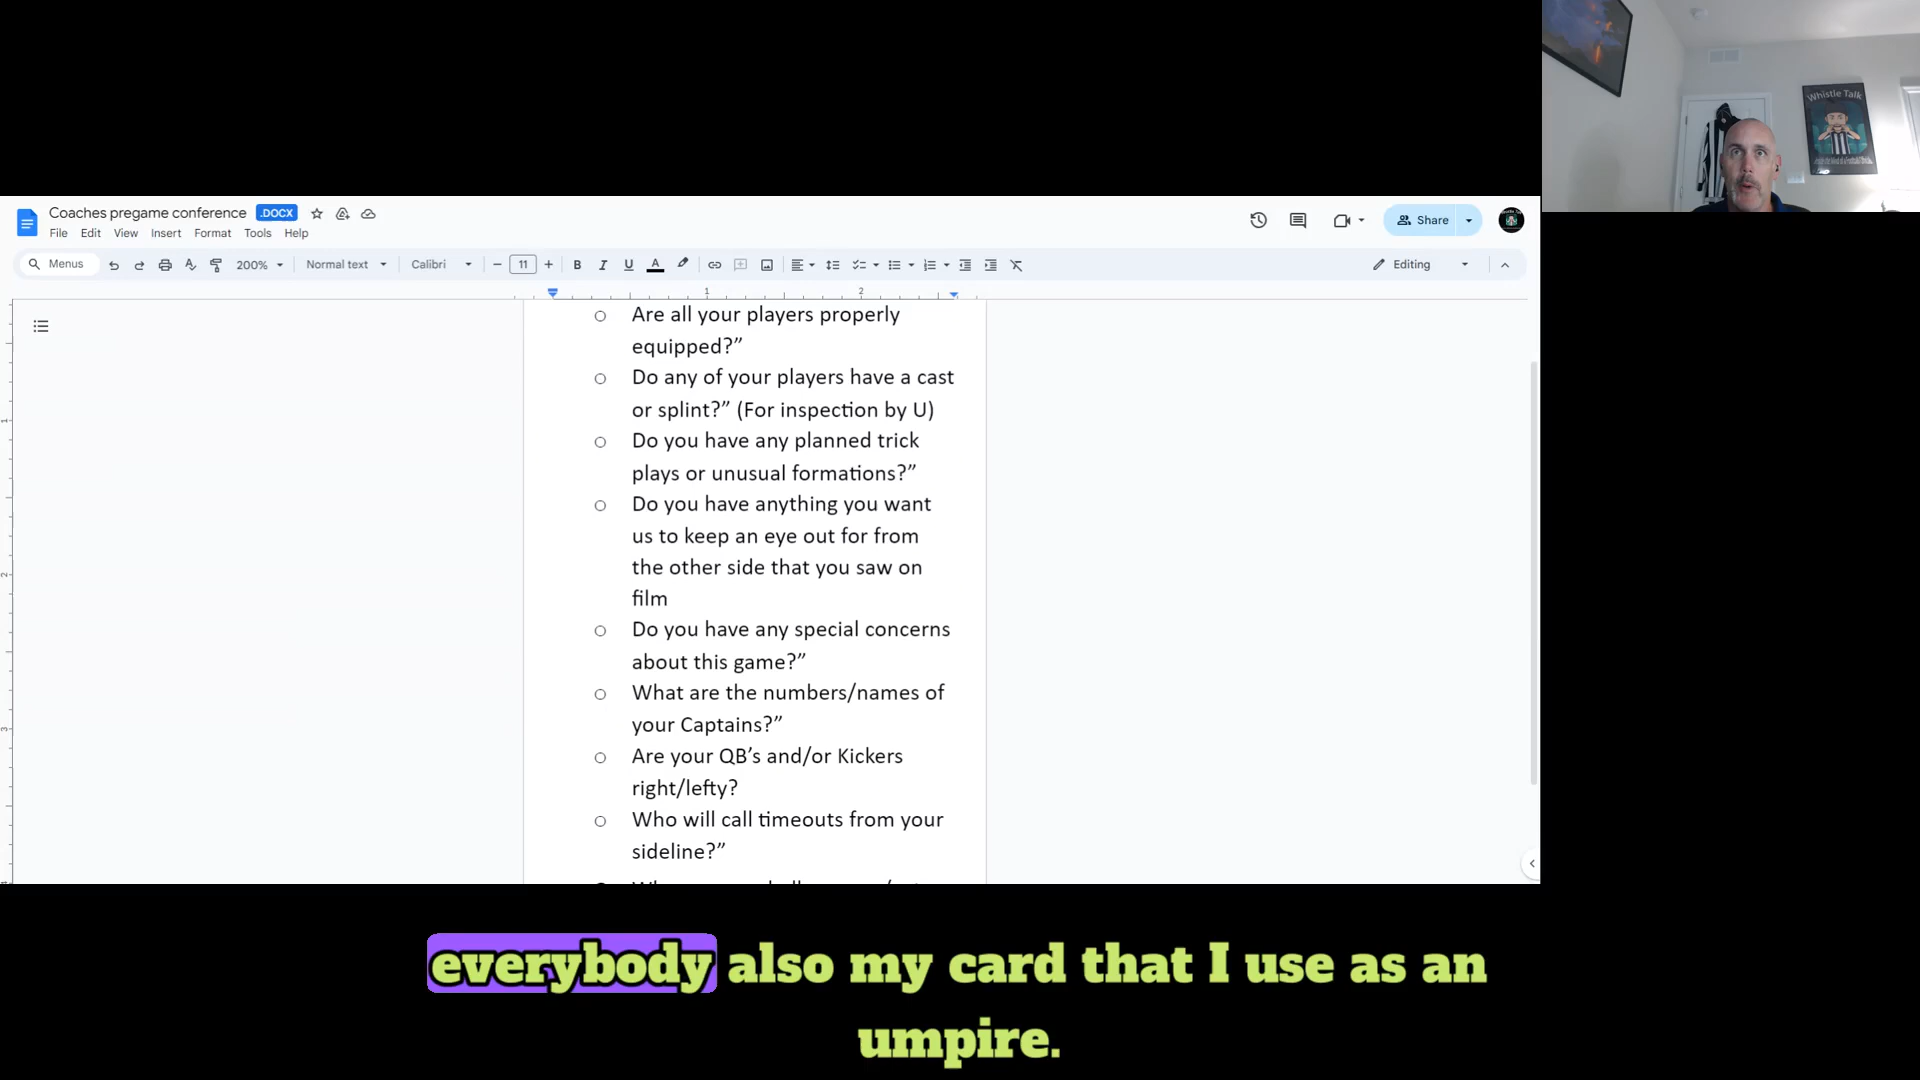 Whistle Talk
Coaches pregame conference .DOCX
Share
File Edit View Insert Format Tools Help
Menus 200% Normal text Calibri 11 B I U A Editing
1 2
1
2
3
Are all your players properly
equipped?”
Do any of your players have a cast
or splint?” (For inspection by U)
Do you have any planned trick
plays or unusual formations?”
Do you have anything you want
us to keep an eye out for from
the other side that you saw on
film
Do you have any special concerns
about this game?”
What are the numbers/names of
your Captains?”
Are your QB’s and/or Kickers
right/lefty?
Who will call timeouts from your
sideline?”
everybody also my card that I use as an
umpire.